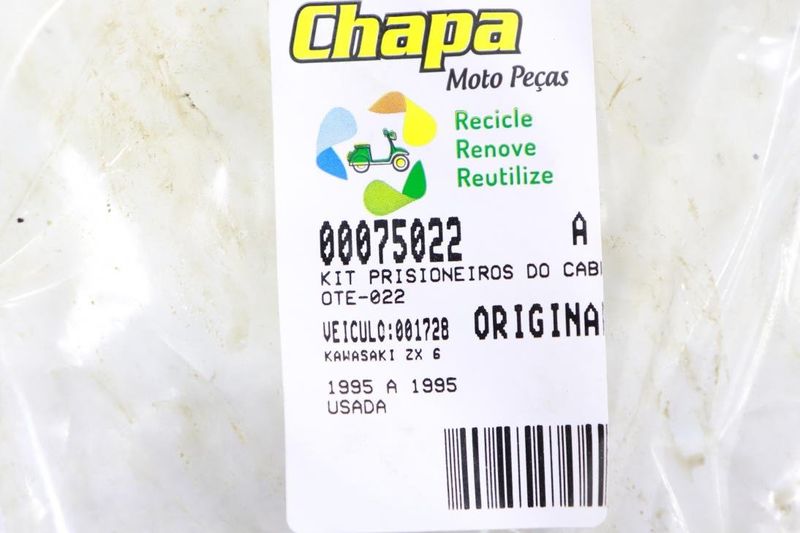 Chapa
Moto Peças
Recicle
Renove
Reutilize
00075022 A
KIT PRISIONEIROS DO CAB
OTE-022
VEICULO:001728 ORIGINA
KAWASAKI ZX 6
1995 A 1995
USADA